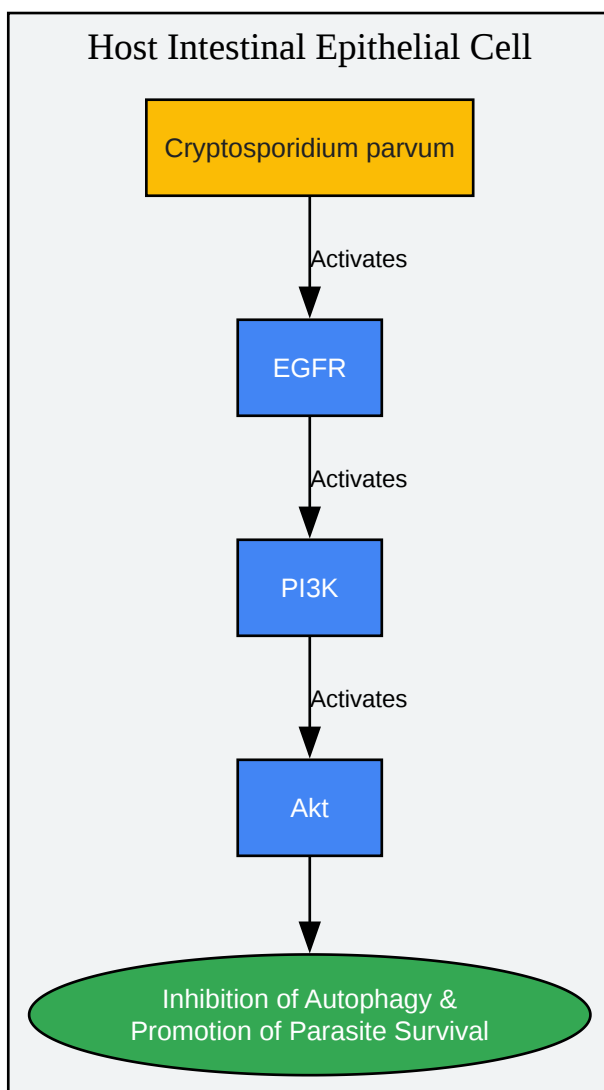 Host Intestinal Epithelial Cell
Cryptosporidium parvum
Activates
EGFR
Activates
PI3K
Activates
Akt
Inhibition of Autophagy &
Promotion of Parasite Survival